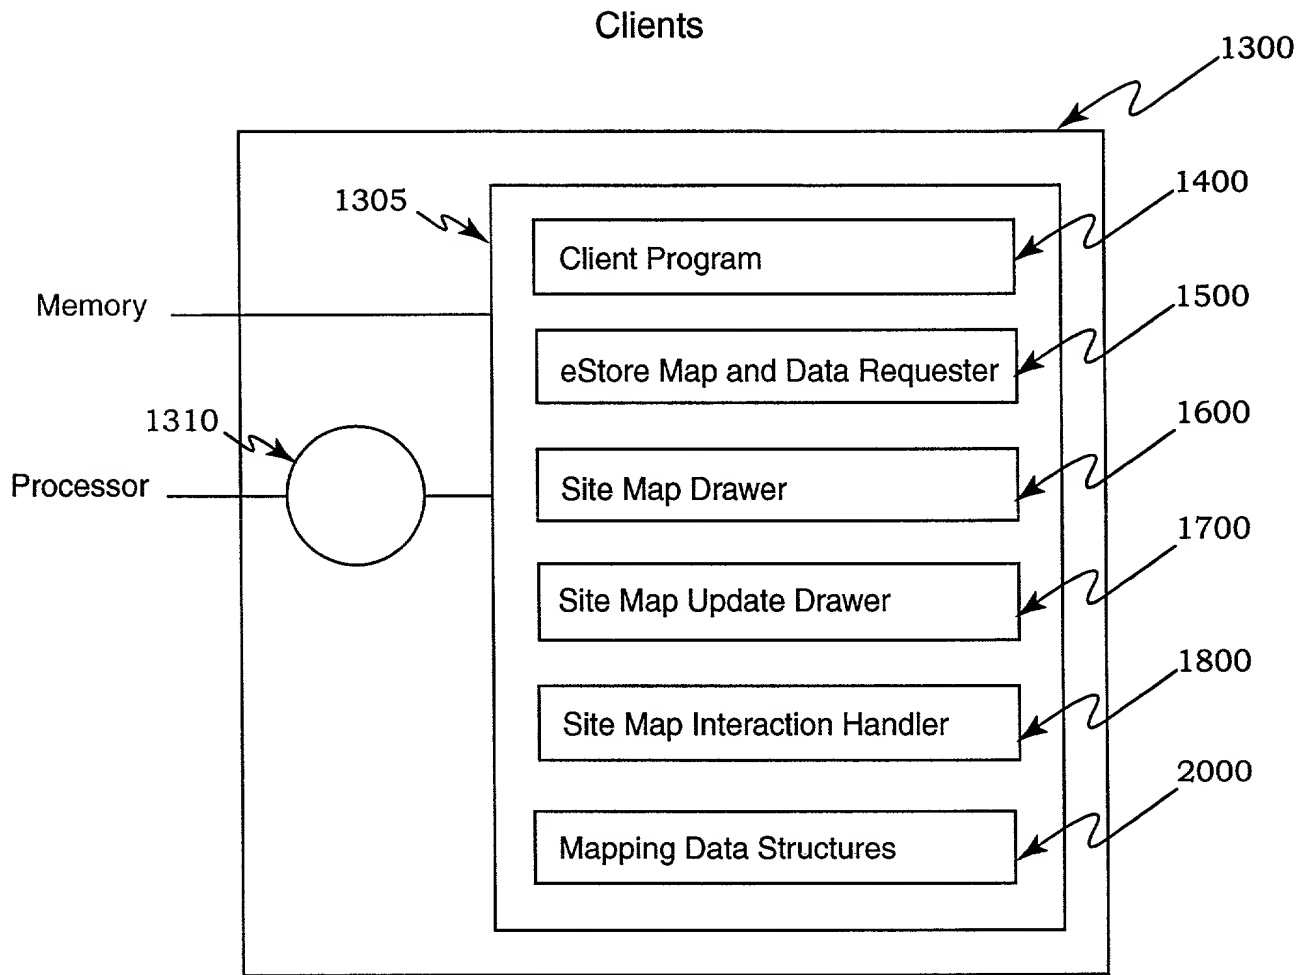 Clients
1300
1305
1400
Client Program
Memory
1500
eStore Map and Data Requester
1310
1600
Processor
Site Map Drawer
1700
Site Map Update Drawer
1800
Site Map Interaction Handler
2000
Mapping Data Structures